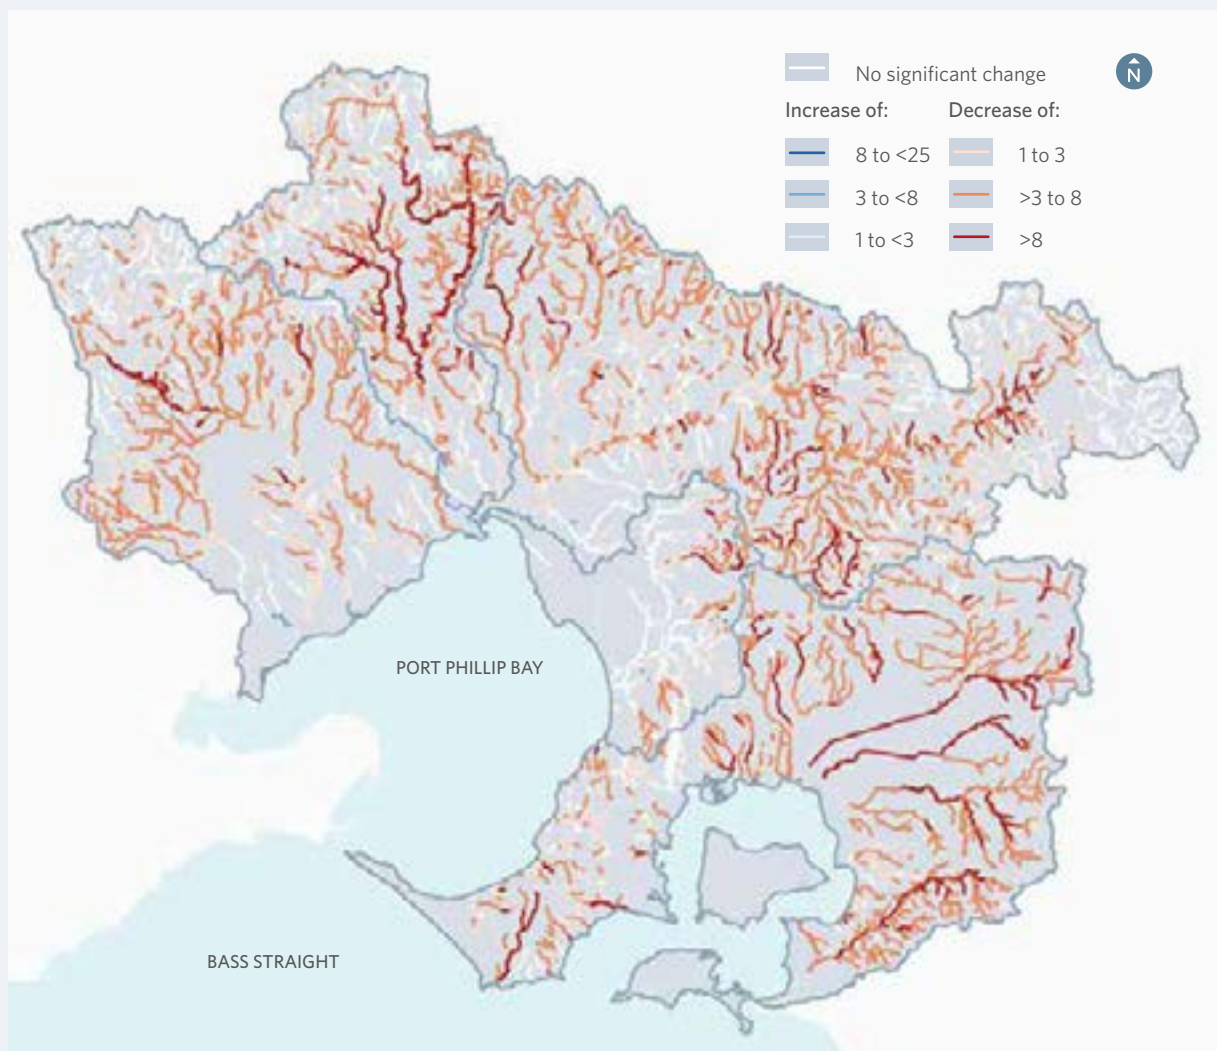 No significant change
N
Increase of:
Decrease of:
8 to <25
1 to 3
3 to <8
>3 to 8
1 to <3
>8
PORT PHILLIP BAY
BASS STRAIGHT